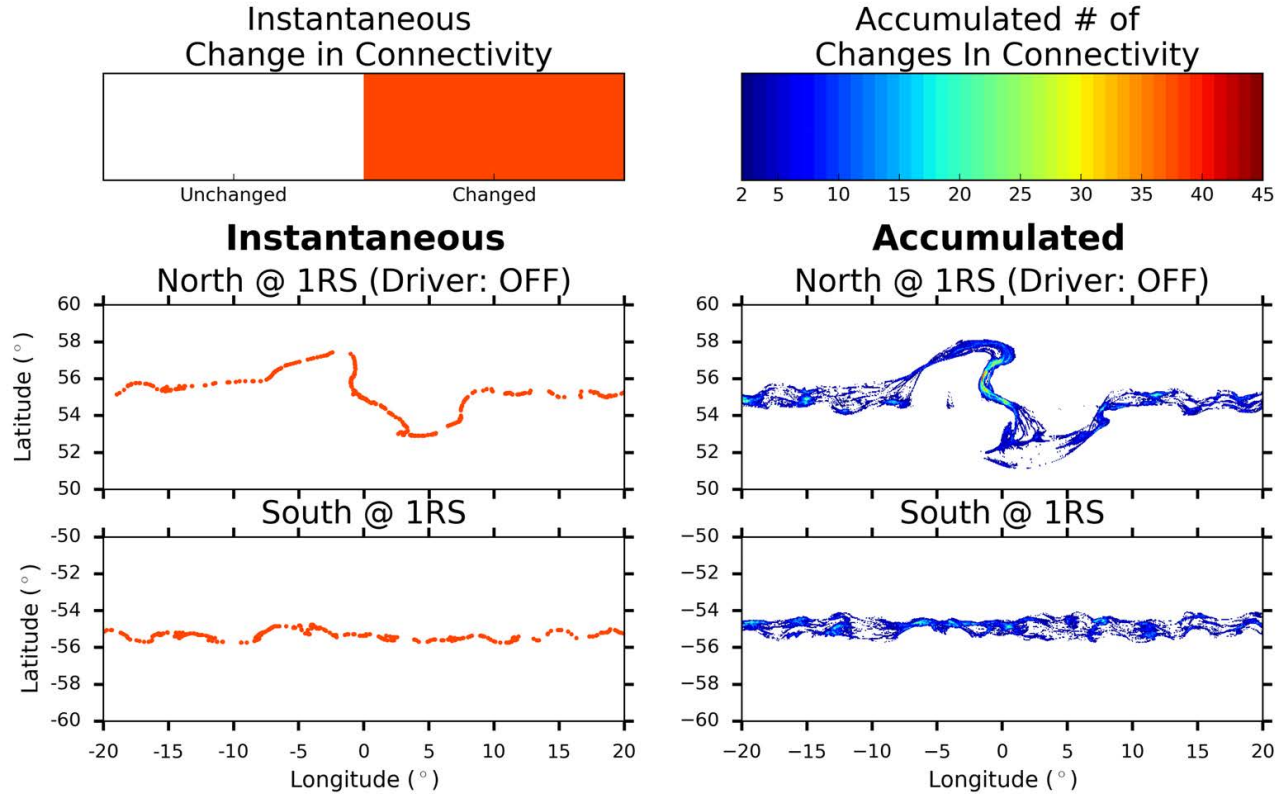 Instantaneous
Change in Connectivity
Unchanged Changed
Accumulated # of
Changes In Connectivity
2 5 10 15 20 25 30 35 40 45
Instantaneous
North @ 1RS (Driver: OFF)
Latitude (°)
60
58
56
54
52
50
South @ 1RS
Latitude (°)
-50
-52
-54
-56
-58
-60
-20 -15 -10 -5 0 5 10 15 20
Longitude (°)
Accumulated
North @ 1RS (Driver: OFF)
60
58
56
54
52
50
South @ 1RS
−50
−52
−54
−56
−58
−60
−20 −15 −10 −5 0 5 10 15 20
Longitude (°)